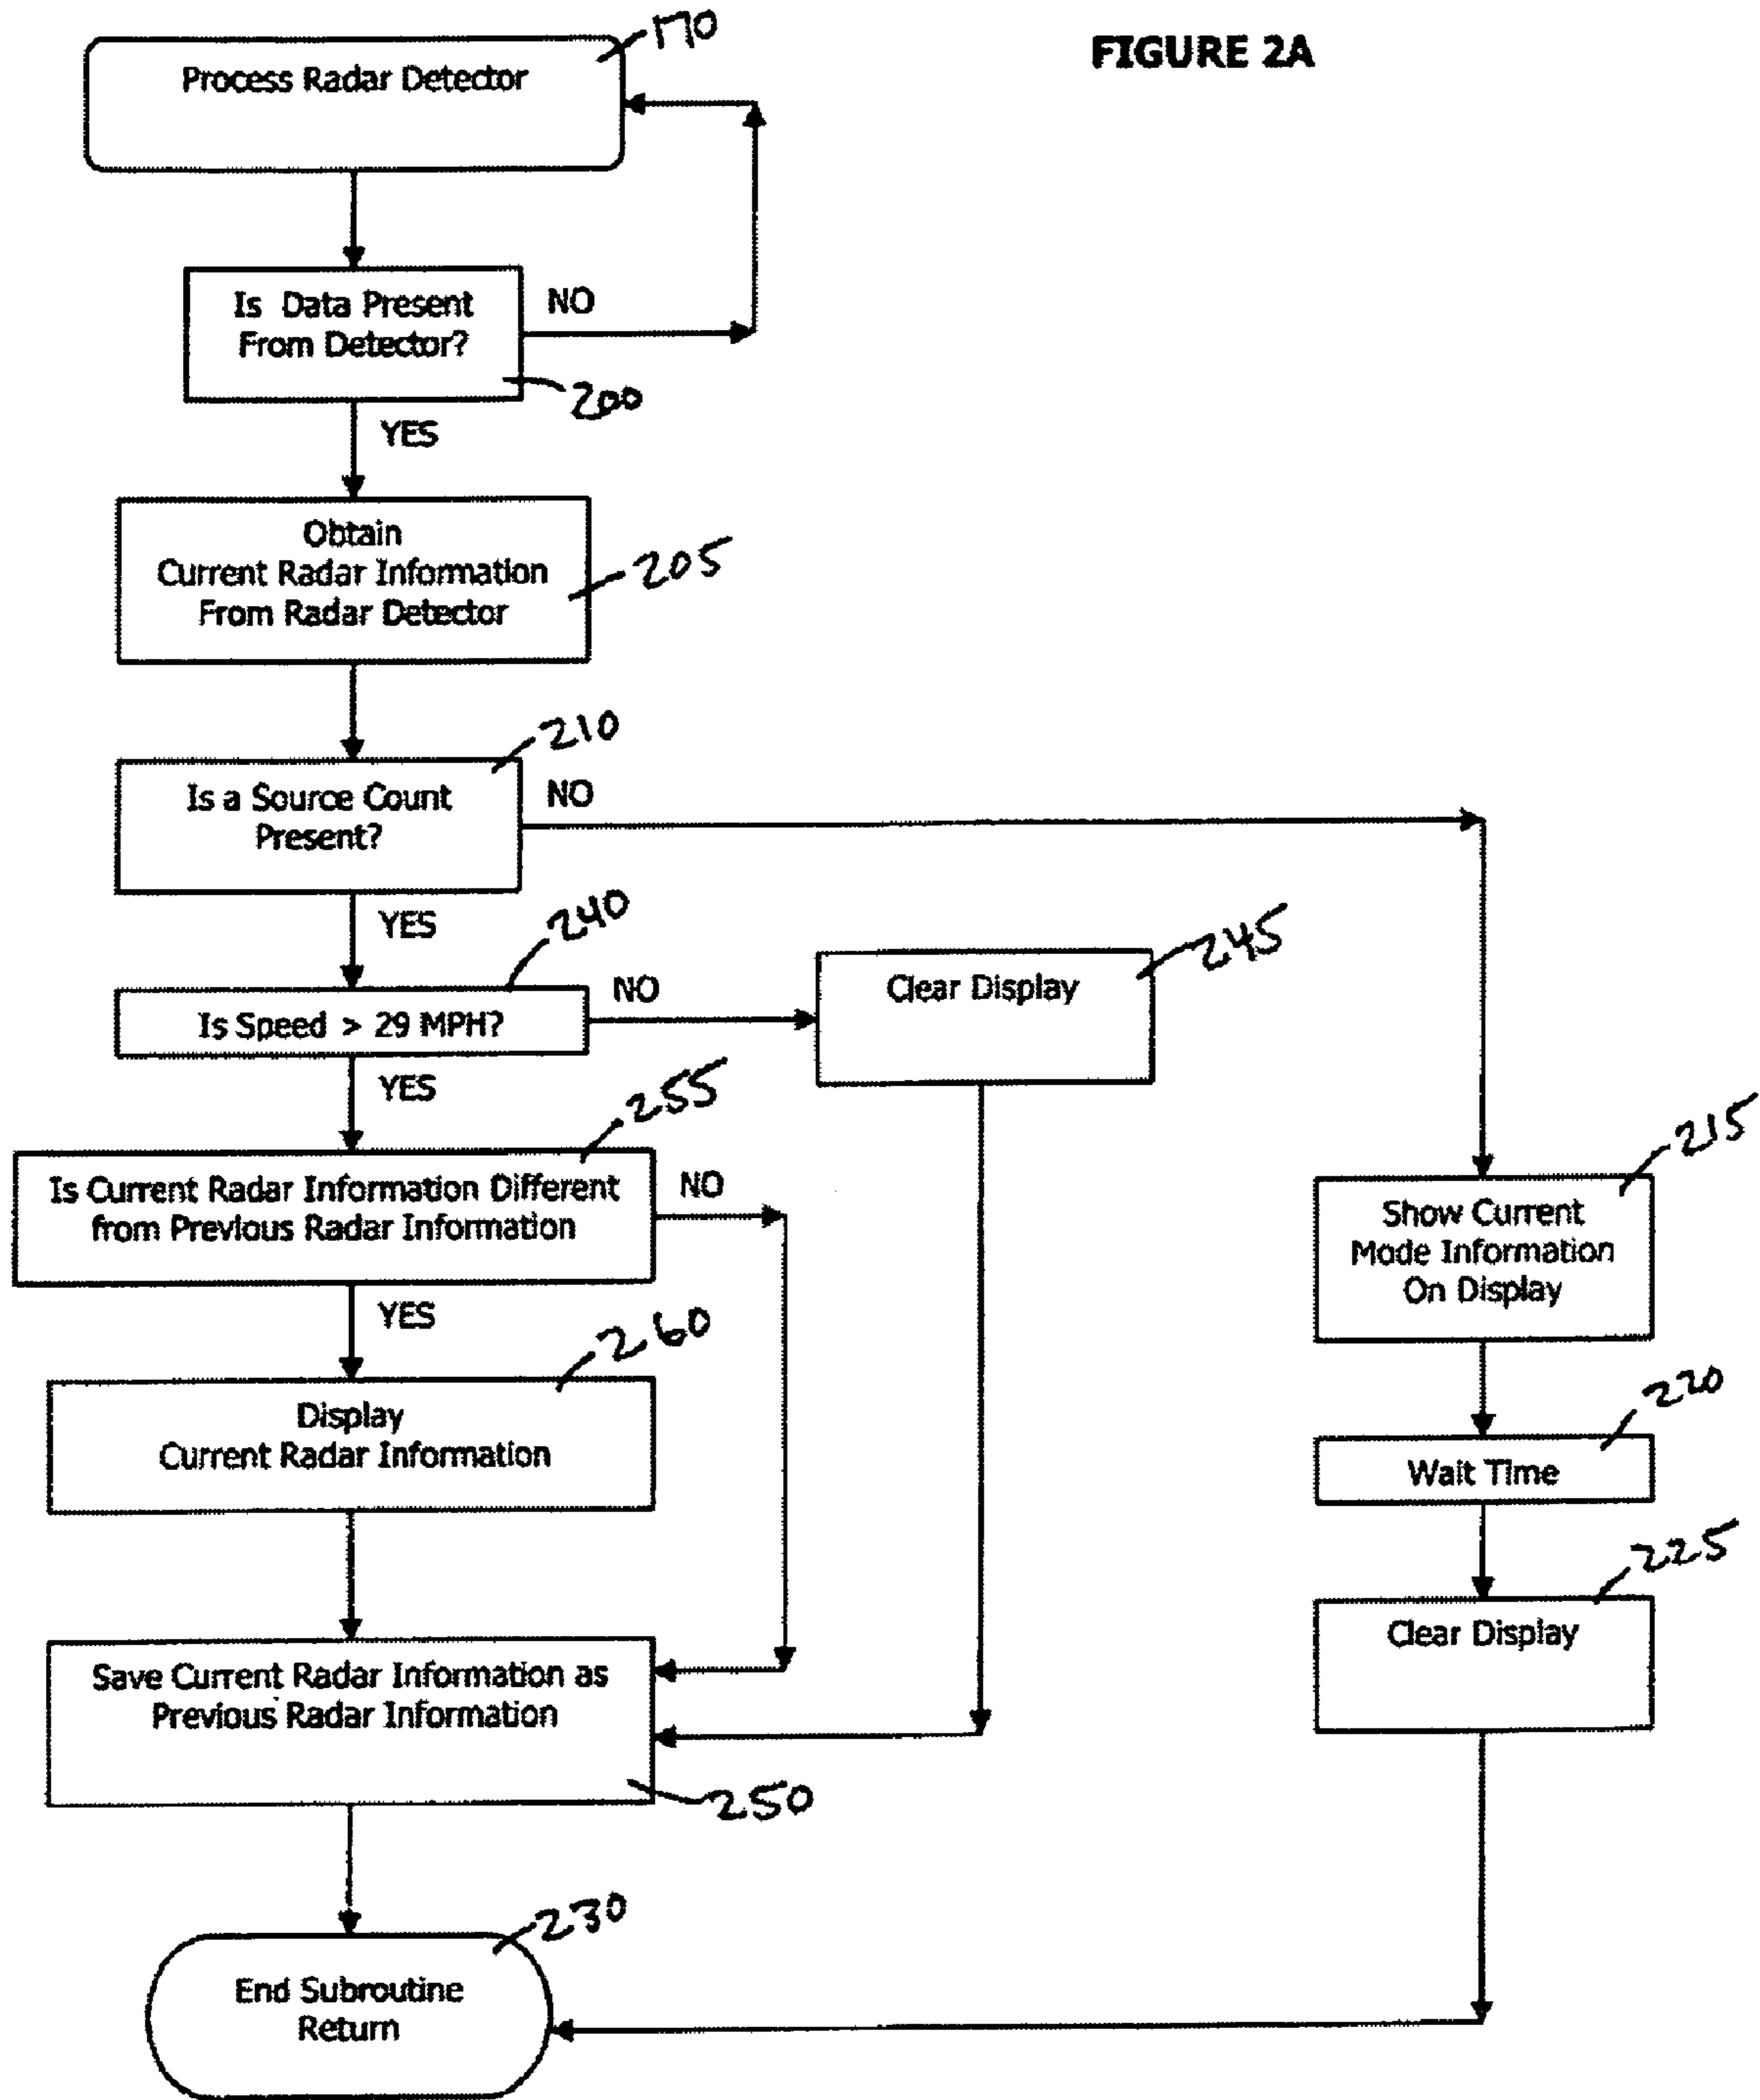 FIGURE 2A
170
Process Radar Detector
Is Data Present
From Detector?
NO
200
YES
Obtain
Current Radar Information
From Radar Detector
205
210
Is a Source Count
Present?
NO
YES
240
Is Speed > 29 MPH?
NO
Clear Display
245
YES
255
Is Current Radar Information Different
from Previous Radar Information
NO
215
Show Current
Mode Information
On Display
YES
260
Display
Current Radar Information
220
Wait Time
225
Clear Display
Save Current Radar Information as
Previous Radar Information
250
230
End Subroutine
Return